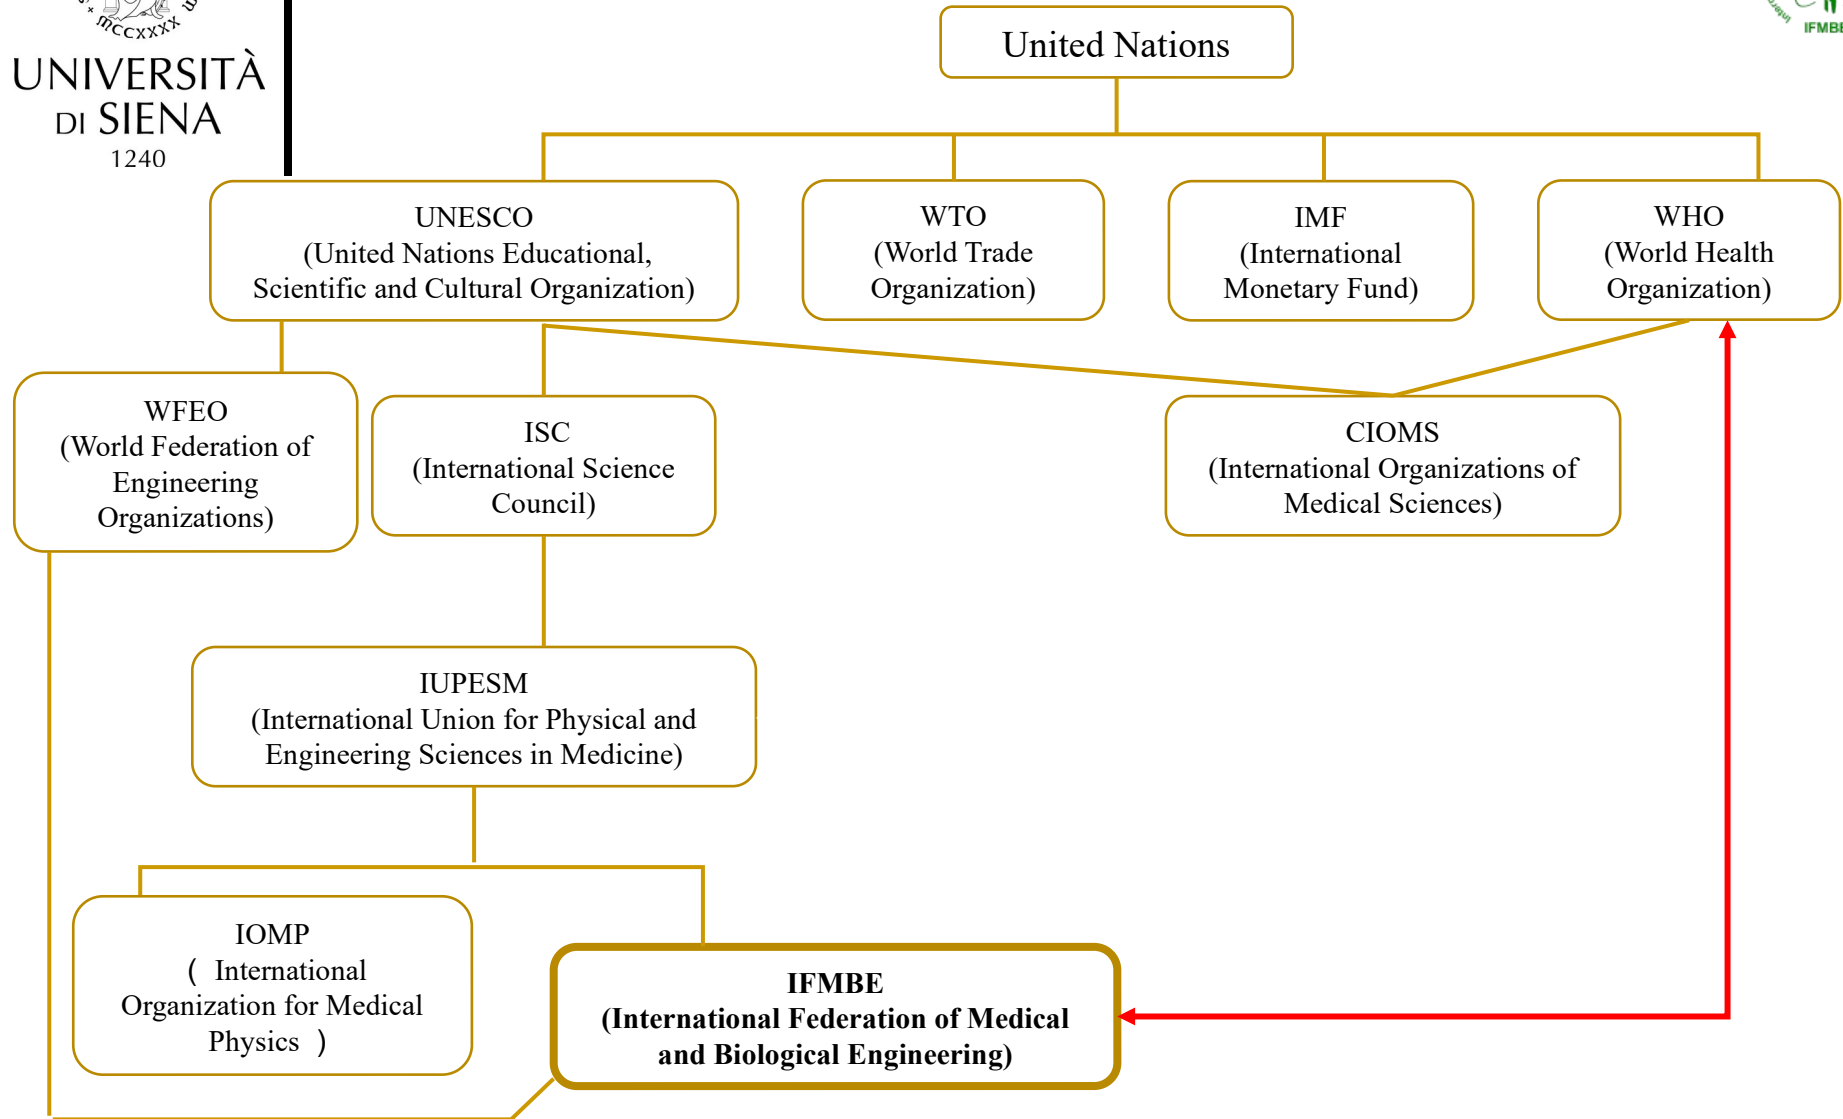 MCCXXXX
UNIVERSITÀ
DI SIENA
1240
IFMBE
United Nations
UNESCO
(United Nations Educational,
Scientific and Cultural Organization)
WTO
(World Trade
Organization)
IMF
(International
Monetary Fund)
WHO
(World Health
Organization)
WFEO
(World Federation of
Engineering
Organizations)
ISC
(International Science
Council)
CIOMS
(International Organizations of
Medical Sciences)
IUPESM
(International Union for Physical and
Engineering Sciences in Medicine)
IOMP
( International
Organization for Medical
Physics )
IFMBE
(International Federation of Medical
and Biological Engineering)